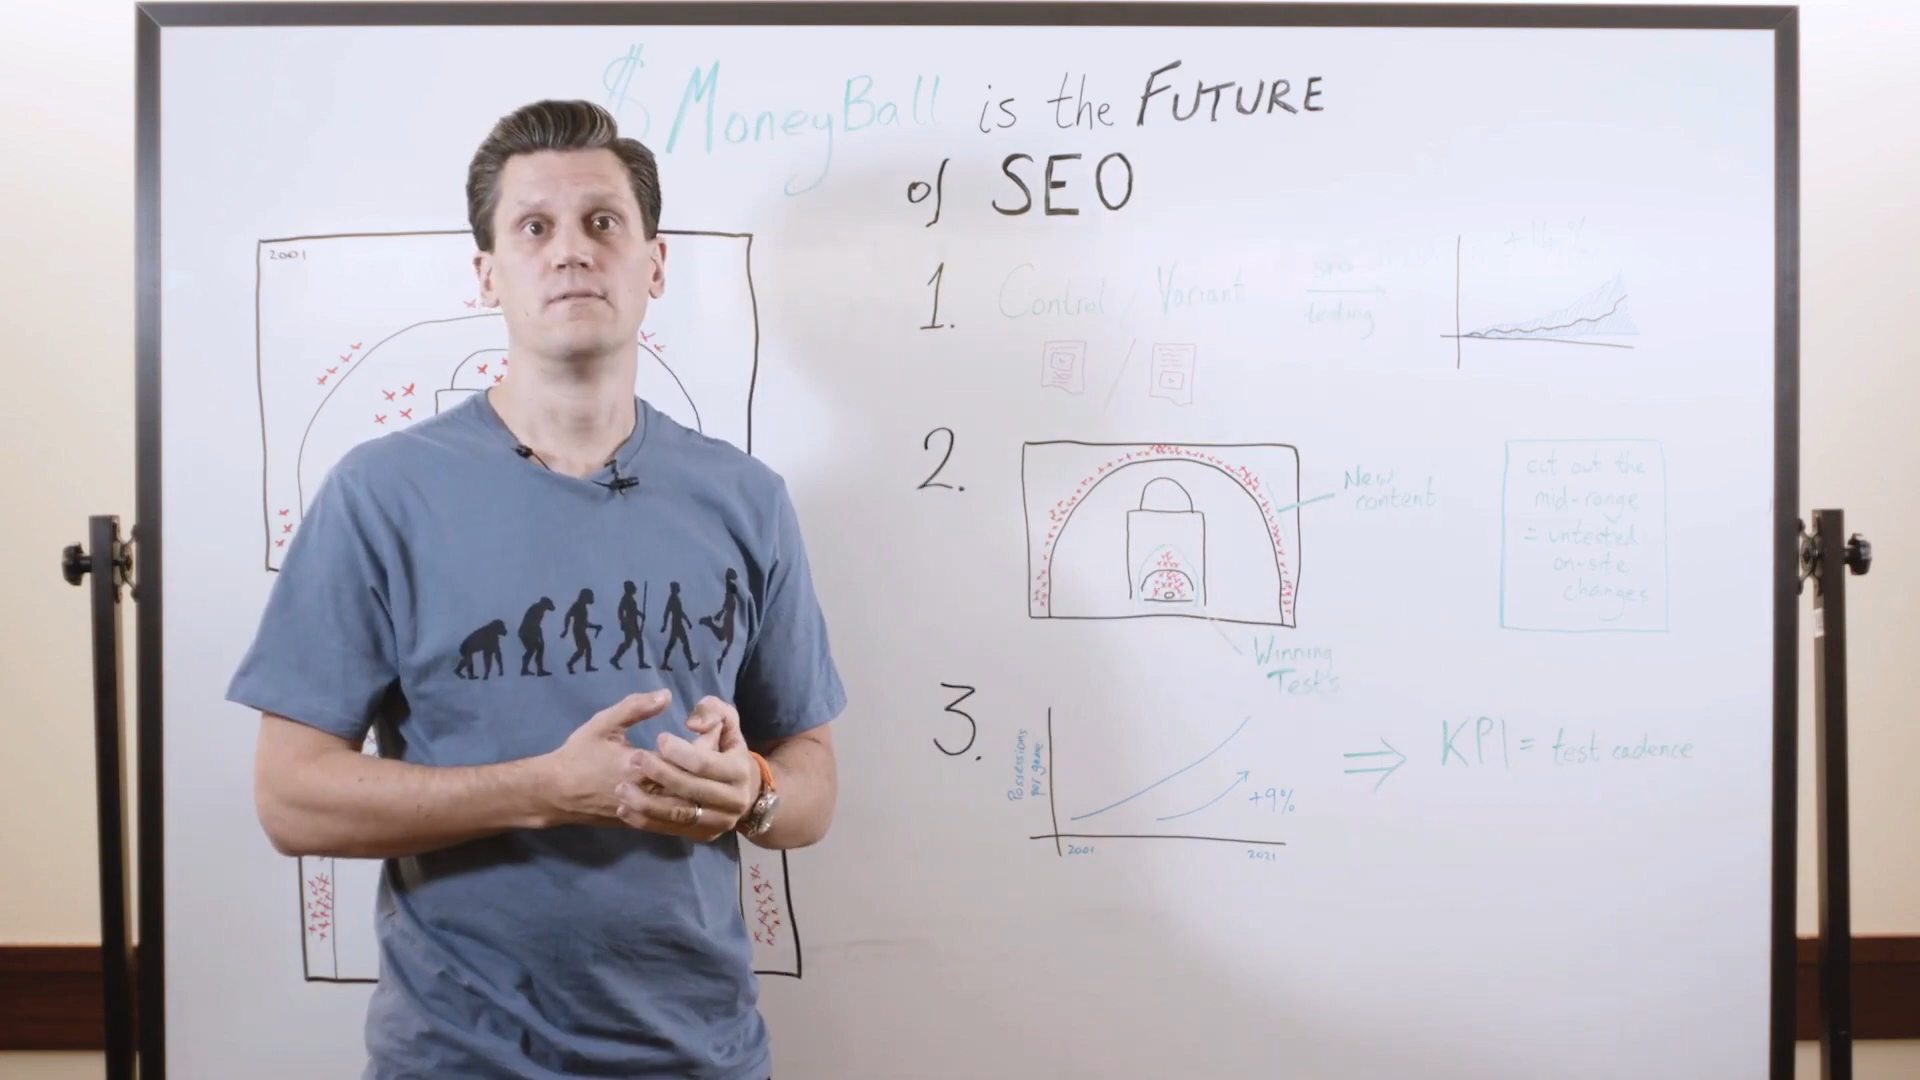 $ MoneyBall is the FUTURE
of SEO
2001
1.
Control / Variant
testing
2.
New
content
cut out the
mid-range
= untested
on-site
changes
Winning
Tests
3.
Possessions
per game
+9%
2001
2021
⇒ KPI = test cadence